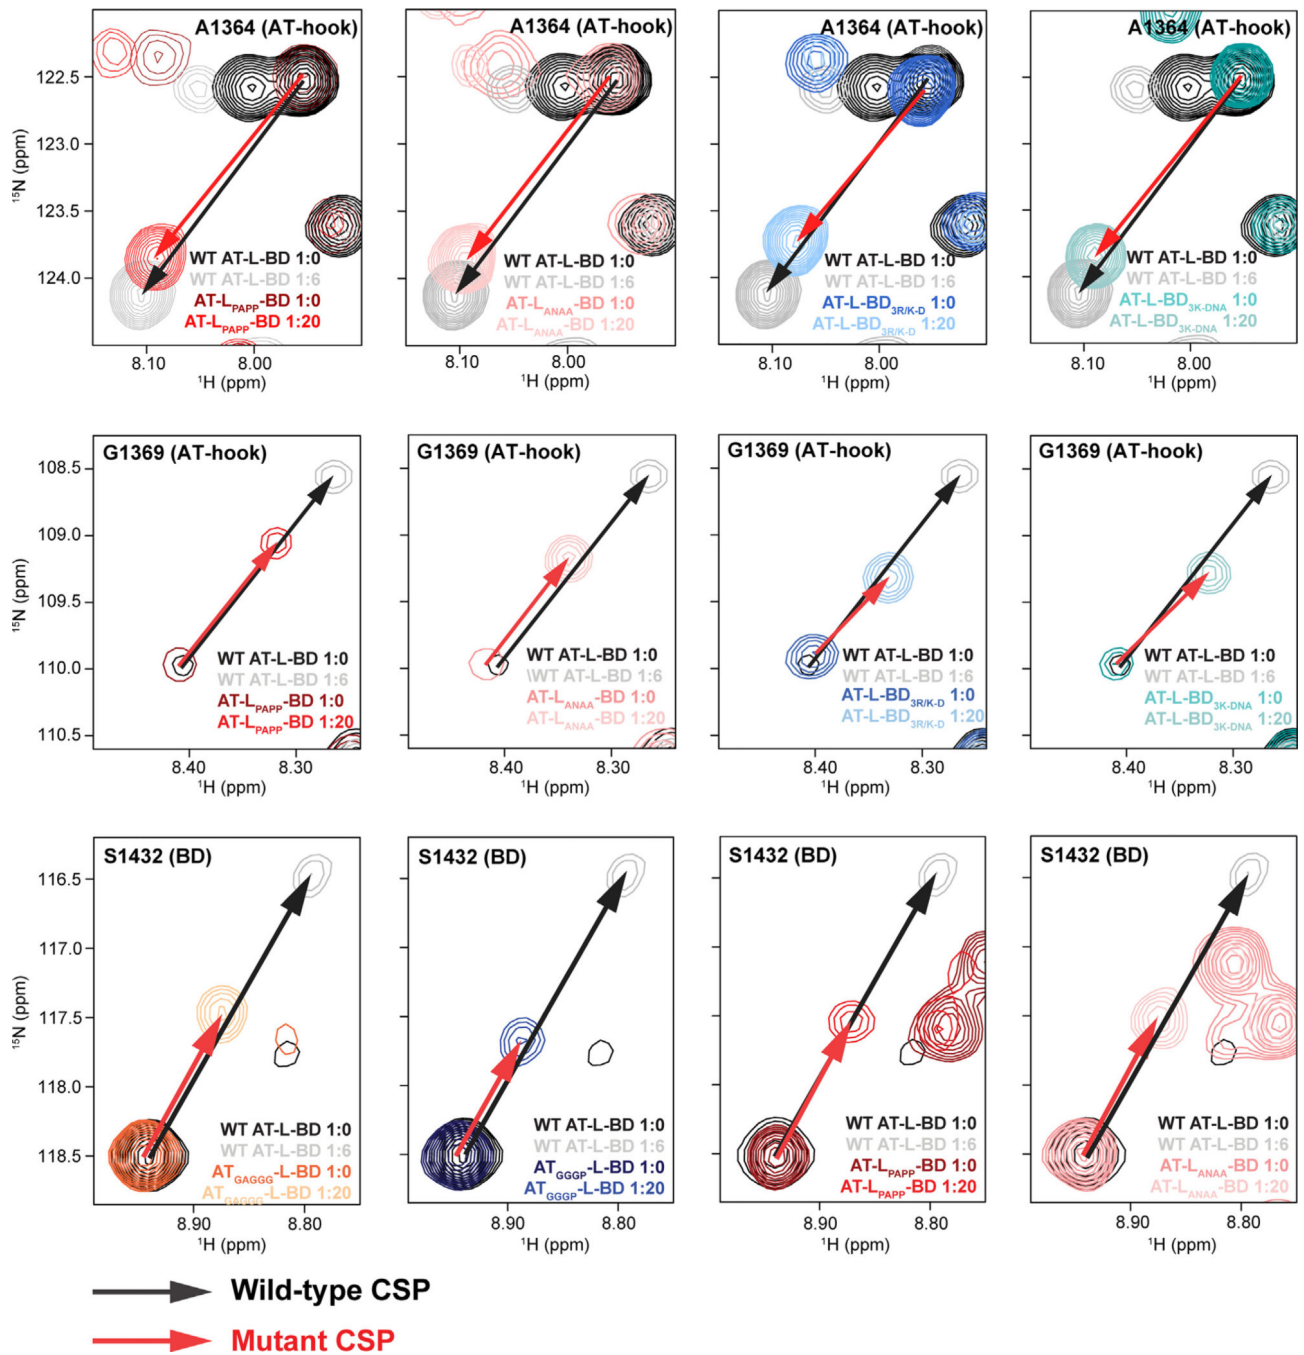 A1364 (AT-hook)
A1364 (AT-hook)
A1364 (AT-hook)
A1364 (AT-hook)
122.5
123.0
123.5
124.0
15N (ppm)
WT AT-L-BD 1:0
WT AT-L-BD 1:6
AT-LPAPP-BD 1:0
AT-LPAPP-BD 1:20
WT AT-L-BD 1:0
WT AT-L-BD 1:6
AT-LANAA-BD 1:0
AT-LANAA-BD 1:20
WT AT-L-BD 1:0
WT AT-L-BD 1:6
AT-L-BD3R/K-D 1:0
AT-L-BD3R/K-D 1:20
WT AT-L-BD 1:0
WT AT-L-BD 1:6
AT-L-BD3K-DNA 1:0
AT-L-BD3K-DNA 1:20
8.10 8.00
8.10 8.00
8.10 8.00
8.10 8.00
1H (ppm)
1H (ppm)
1H (ppm)
1H (ppm)
G1369 (AT-hook)
G1369 (AT-hook)
G1369 (AT-hook)
G1369 (AT-hook)
108.5
109.0
109.5
110.0
110.5
15N (ppm)
WT AT-L-BD 1:0
WT AT-L-BD 1:6
AT-LPAPP-BD 1:0
AT-LPAPP-BD 1:20
WT AT-L-BD 1:0
WT AT-L-BD 1:6
AT-LANAA-BD 1:0
AT-LANAA-BD 1:20
WT AT-L-BD 1:0
WT AT-L-BD 1:6
AT-L-BD3R/K-D 1:0
AT-L-BD3R/K-D 1:20
WT AT-L-BD 1:0
WT AT-L-BD 1:6
AT-L-BD3K-DNA 1:0
AT-L-BD3K-DNA 1:20
8.40 8.30
8.40 8.30
8.40 8.30
8.40 8.30
1H (ppm)
1H (ppm)
1H (ppm)
1H (ppm)
S1432 (BD)
S1432 (BD)
S1432 (BD)
S1432 (BD)
116.5
117.0
117.5
118.0
118.5
15N (ppm)
WT AT-L-BD 1:0
WT AT-L-BD 1:6
ATGAGGG-L-BD 1:0
ATGAGGG-L-BD 1:20
WT AT-L-BD 1:0
WT AT-L-BD 1:6
ATGGGP-L-BD 1:0
ATGGGP-L-BD 1:20
WT AT-L-BD 1:0
WT AT-L-BD 1:6
AT-LPAPP-BD 1:0
AT-LPAPP-BD 1:20
WT AT-L-BD 1:0
WT AT-L-BD 1:6
AT-LANAA-BD 1:0
AT-LANAA-BD 1:20
8.90 8.80
8.90 8.80
8.90 8.80
8.90 8.80
1H (ppm)
1H (ppm)
1H (ppm)
1H (ppm)
Wild-type CSP
Mutant CSP